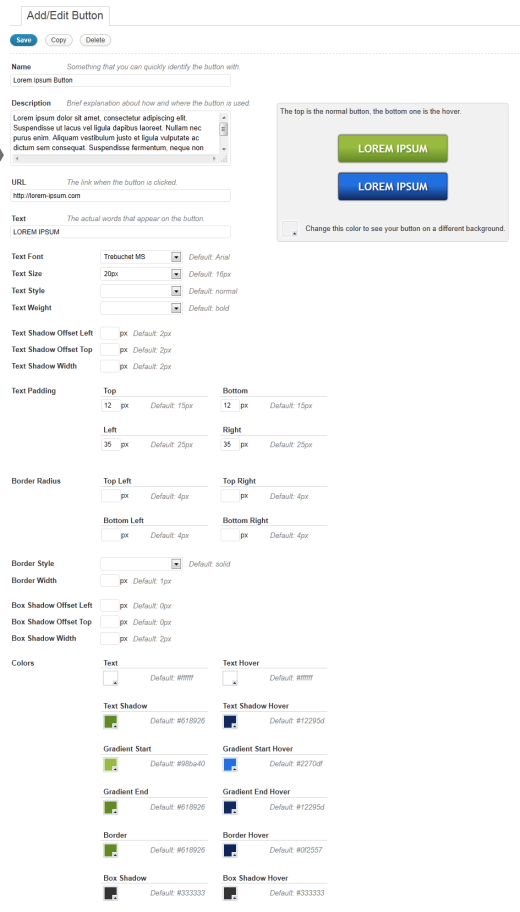 Add/Edit Button
Save Copy Delete
Name Something that you can quickly identify the button with.
Lorem Ipsum Button
Description Brief explanation about how and where the button is used.
Lorem ipsum dolor sit amet, consectetur adipiscing elit.
Suspendisse ut lacus vel ligula dapibus laoreet. Nullam nec
purus enim. Aliquam vestibulum justo et ligula vulputate ac
dictum sem consequat. Suspendisse fermentum, neque non
The top is the normal button, the bottom one is the hover.
LOREM IPSUM
LOREM IPSUM
Change this color to see your button on a different background.
URL The link when the button is clicked.
http://lorem-ipsum.com
Text The actual words that appear on the button.
LOREM IPSUM
Text Font Trebuchet MS Default: Arial
Text Size 20px Default: 16px
Text Style Default: normal
Text Weight Default: bold
Text Shadow Offset Left px Default: 2px
Text Shadow Offset Top px Default: 2px
Text Shadow Width px Default: 2px
Text Padding Top Bottom
12 px Default: 15px 12 px Default: 15px
Left Right
35 px Default: 25px 35 px Default: 25px
Border Radius Top Left Top Right
px Default: 4px px Default: 4px
Bottom Left Bottom Right
px Default: 4px px Default: 4px
Border Style Default: solid
Border Width px Default: 1px
Box Shadow Offset Left px Default: 0px
Box Shadow Offset Top px Default: 0px
Box Shadow Width px Default: 2px
Colors Text Text Hover
Default: #ffffff Default: #ffffff
Text Shadow Text Shadow Hover
Default: #618926 Default: #12295d
Gradient Start Gradient Start Hover
Default: #98ba40 Default: #2270df
Gradient End Gradient End Hover
Default: #618926 Default: #12295d
Border Border Hover
Default: #618926 Default: #0f2557
Box Shadow Box Shadow Hover
Default: #333333 Default: #333333